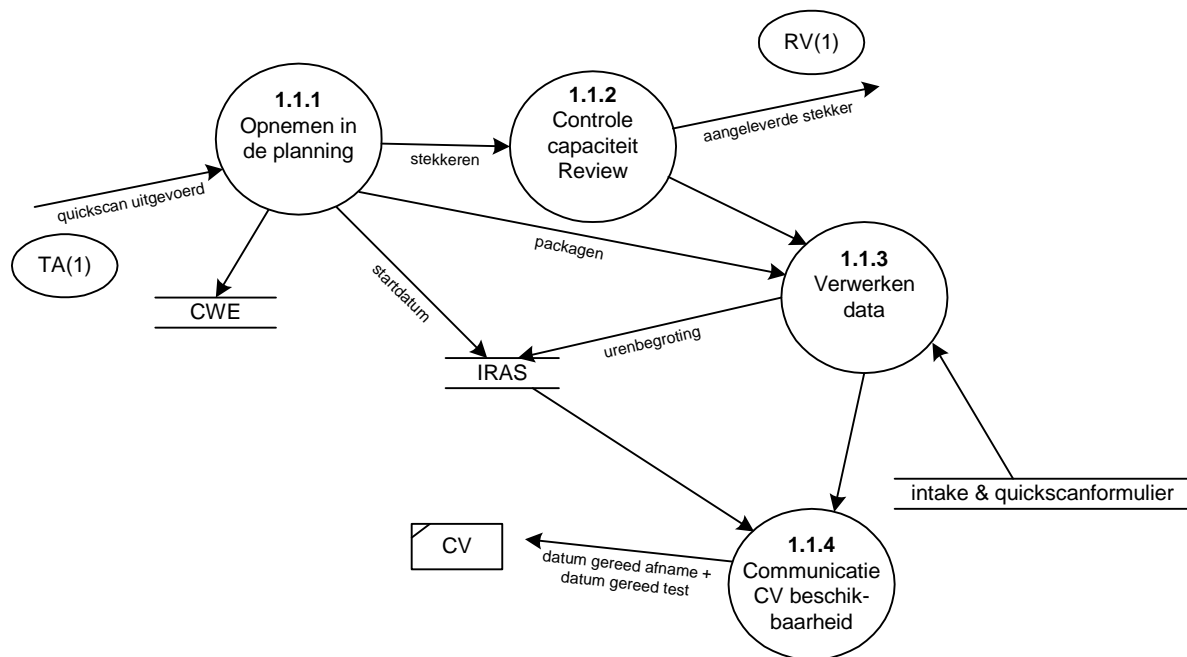 RV(1)
1.1.1
Opnemen in
de planning
1.1.2
Controle
capaciteit
Review
aangeleverde stekker
stekkeren
quickscan uitgevoerd
TA(1)
packagen
startdatum
CWE
1.1.3
Verwerken
data
urenbegroting
IRAS
intake & quickscanformulier
CV
datum gereed afname +
datum gereed test
1.1.4
Communicatie
CV beschik-
baarheid